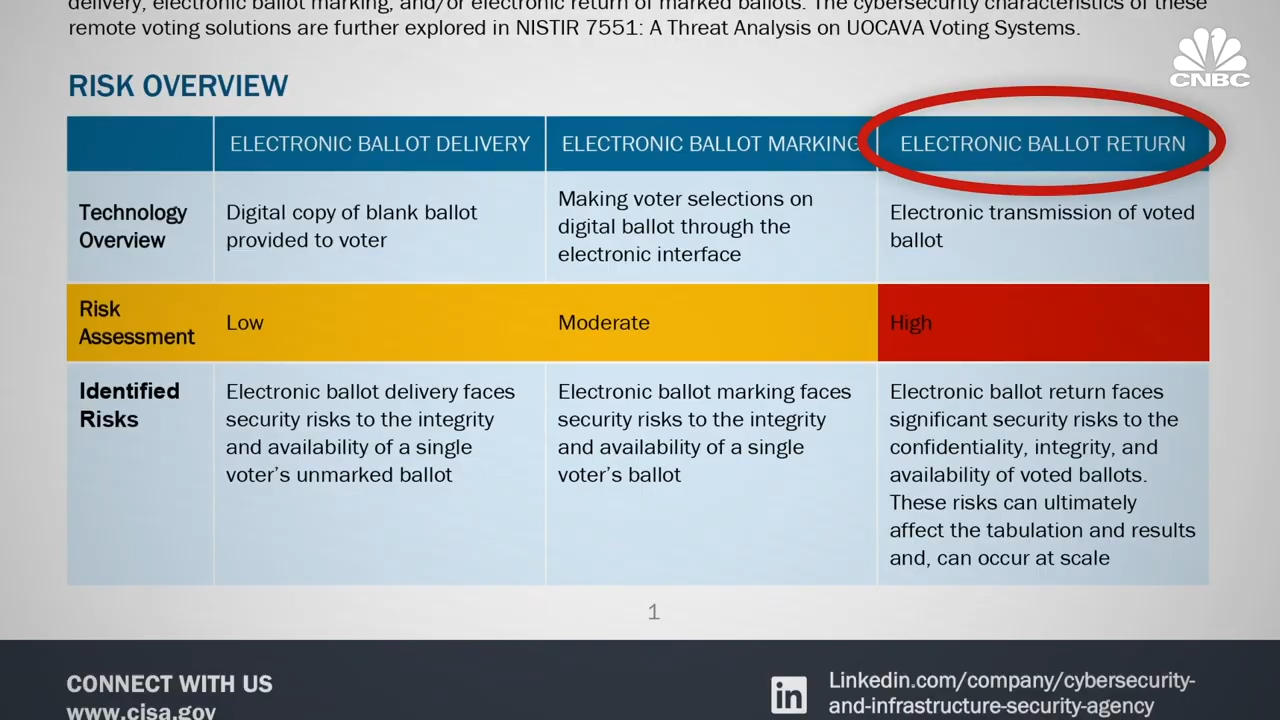 delivery, electronic ballot marking, and/or electronic return of marked ballots. The cybersecurity characteristics of these
remote voting solutions are further explored in NISTIR 7551: A Threat Analysis on UOCAVA Voting Systems.
CNBC
RISK OVERVIEW
ELECTRONIC BALLOT DELIVERY
ELECTRONIC BALLOT MARKING
ELECTRONIC BALLOT RETURN
Technology
Overview
Digital copy of blank ballot
provided to voter
Making voter selections on
digital ballot through the
electronic interface
Electronic transmission of voted
ballot
Risk
Assessment
Low
Moderate
High
Identified
Risks
Electronic ballot delivery faces
security risks to the integrity
and availability of a single
voter's unmarked ballot
Electronic ballot marking faces
security risks to the integrity
and availability of a single
voter's ballot
Electronic ballot return faces
significant security risks to the
confidentiality, integrity, and
availability of voted ballots.
These risks can ultimately
affect the tabulation and results
and, can occur at scale
1
CONNECT WITH US
www.cisa.gov
in
Linkedin.com/company/cybersecurity-
and-infrastructure-security-agency